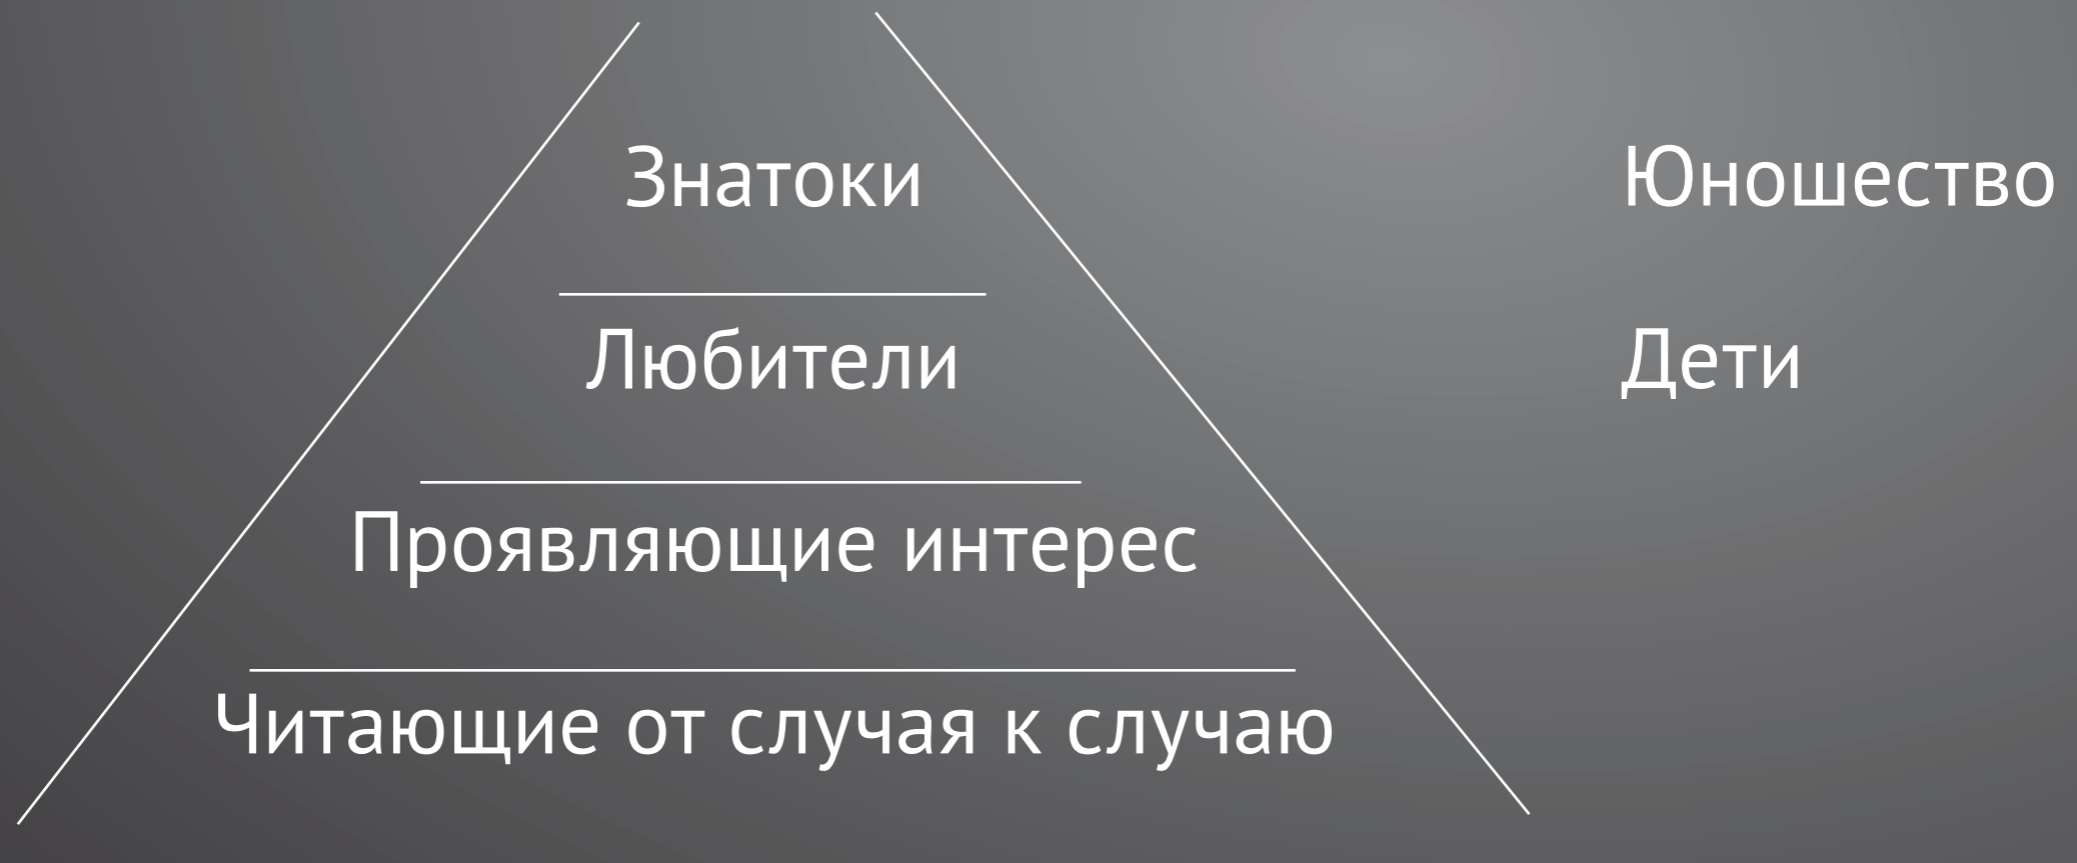 Знатоки
Юношество
Любители
Дети
Проявляющие интерес
Читающие от случая к случаю